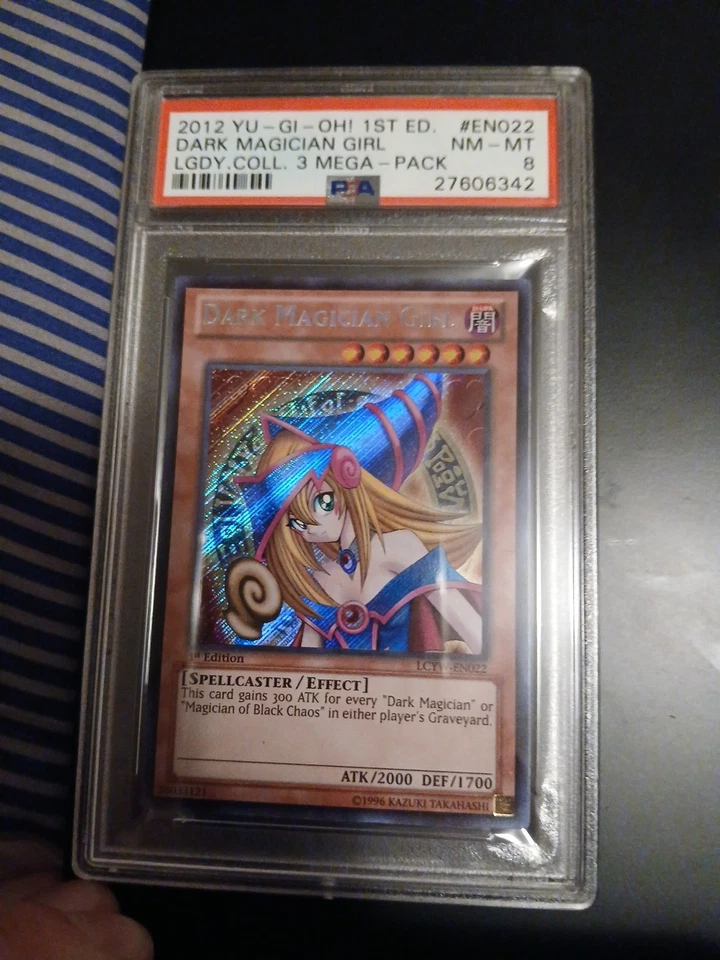 2012 YU-GI-OH! 1ST ED. #EN022
DARK MAGICIAN GIRL NM-MT
LGDY.COLL. 3 MEGA-PACK 8
PSA 27606342
DARK MAGICIAN GIRL 闇
1st Edition LCYW-EN022
[SPELLCASTER/EFFECT]
This card gains 300 ATK for every "Dark Magician" or
"Magician of Black Chaos" in either player's Graveyard.
ATK/2000 DEF/1700
©1996 KAZUKI TAKAHASHI